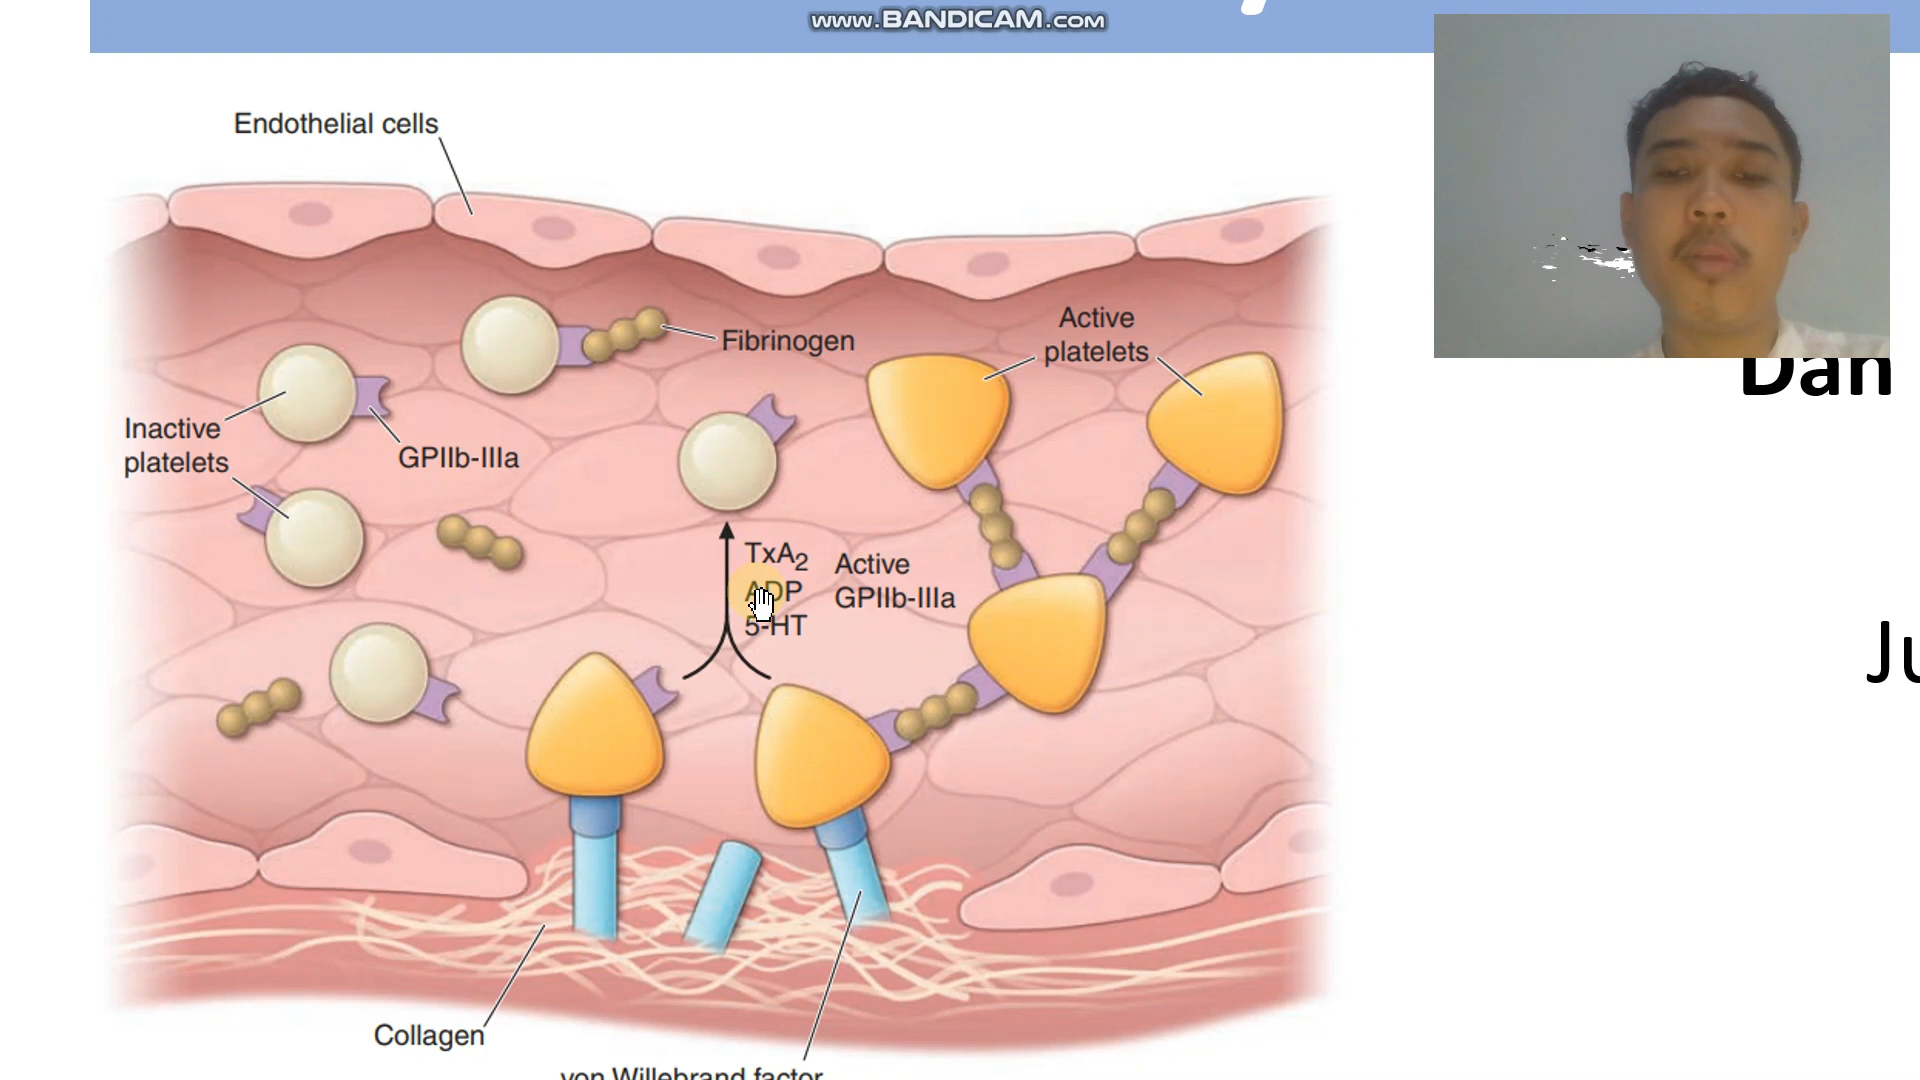 www.BANDICAM.com
Endothelial cells
Fibrinogen
Active
platelets
Inactive
platelets
GPIIb-IIIa
TxA2
ADP
5-HT
Active
GPIIb-IIIa
Collagen
von Willebrand factor
Dan
Ju